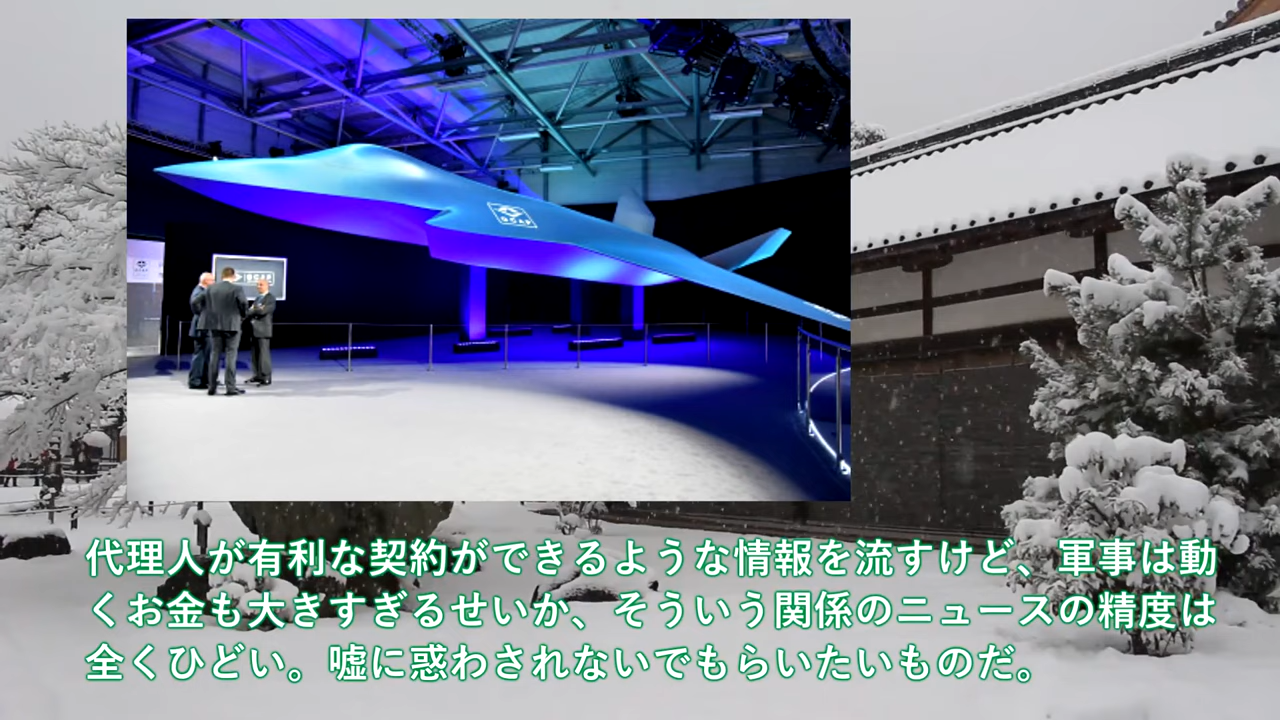 GCAP
GCAP
代理人が有利な契約ができるような情報を流すけど、軍事は動
くお金も大きすぎるせいか、そういう関係のニュースの精度は
全くひどい。嘘に惑わされないでもらいたいものだ。